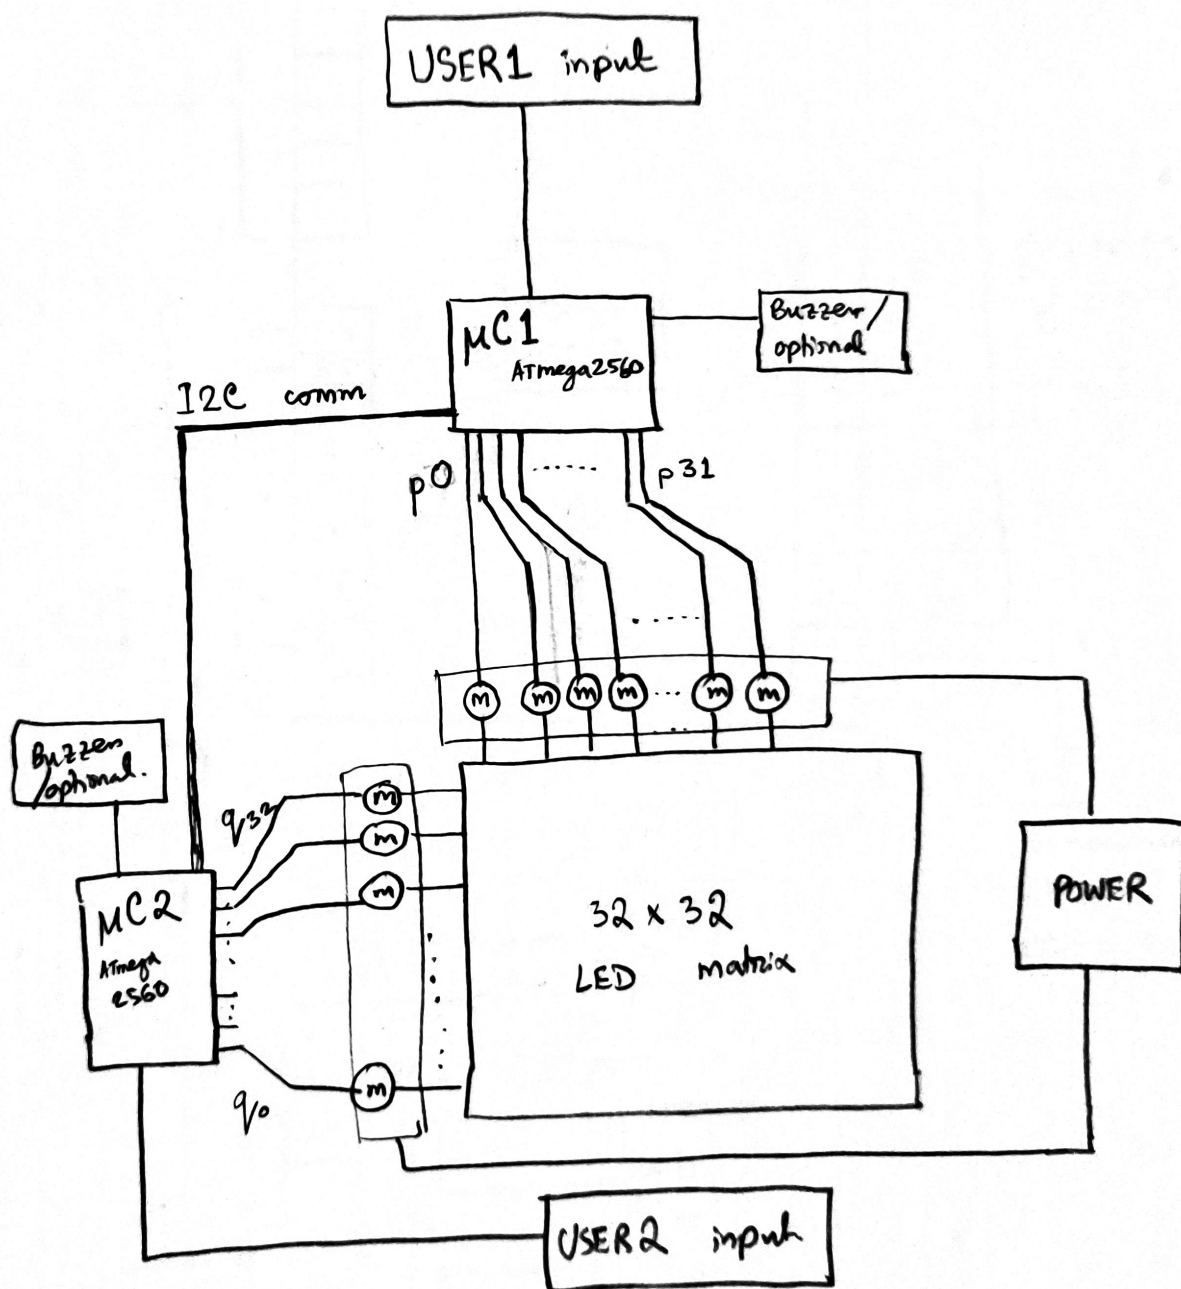 USER1 input
μC1
ATmega2560
Buzzer/
optional
I2C comm
p0
......
p31
......
m m m m ... m m
...
Buzzer
/optional.
q32
m
m
m
μC2
ATmega
2560
32 x 32
LED matrix
POWER
m
q0
USER2 input